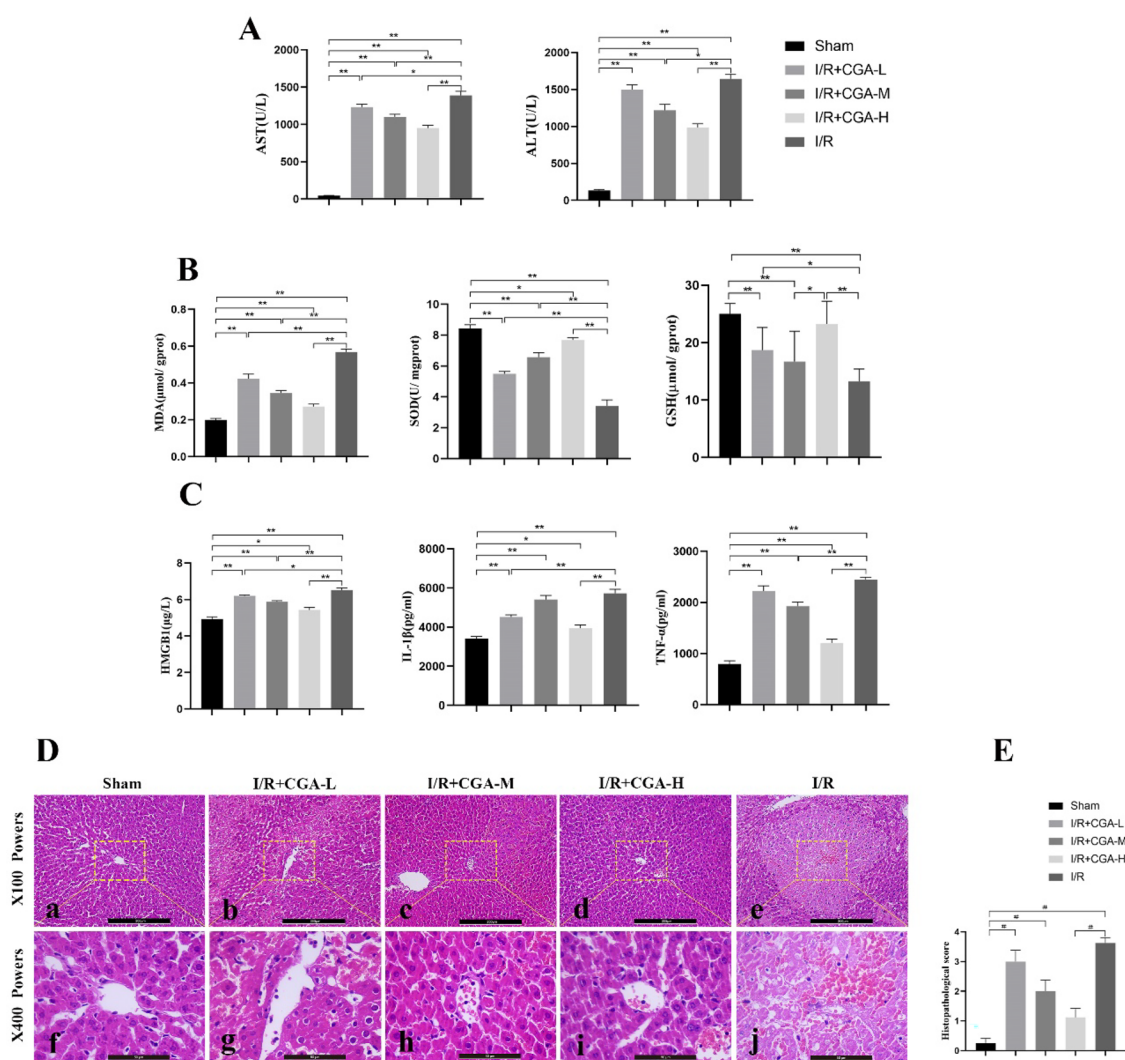 A
AST(U/L)
2000
1500
1000
500
0
**
**
**
**
**
*
**
ALT(U/L)
2000
1500
1000
500
0
**
**
**
*
**
**
Sham
I/R+CGA-L
I/R+CGA-M
I/R+CGA-H
I/R
B
MDA(μmol/ gprot)
0.8
0.6
0.4
0.2
0.0
**
**
**
**
**
**
**
SOD(U/ mgprot)
10
8
6
4
2
0
**
*
**
**
**
**
**
GSH(μmol/ gprot)
30
20
10
0
**
*
**
**
*
**
C
HMGB1(μg/L)
8
6
4
2
0
**
*
**
**
**
*
**
IL-1β(pg/ml)
8000
6000
4000
2000
0
**
*
**
**
**
**
TNF-α(pg/ml)
3000
2000
1000
0
**
**
**
**
**
**
D
Sham
I/R+CGA-L
I/R+CGA-M
I/R+CGA-H
I/R
X100 Powers
a
b
c
d
e
X400 Powers
f
g
h
i
j
E
Sham
I/R+CGA-L
I/R+CGA-M
I/R+CGA-H
I/R
Histopathological score
4
3
2
1
0